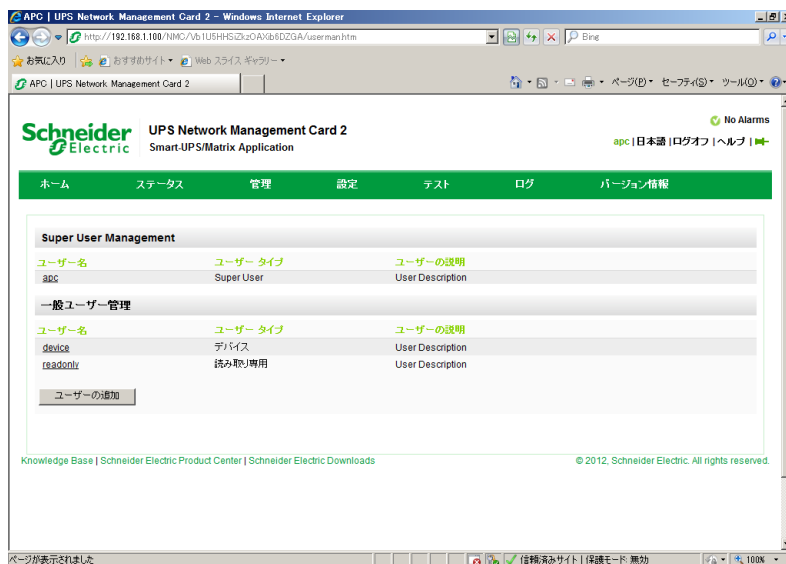 APC | UPS Network Management Card 2 - Windows Internet Explorer
http://192.168.1.100/NMC/Vb1U5HHSiZkzOAXb6DZGA/userman.htm
Bing
お気に入り おすすめサイト Web スライス ギャラリー
APC | UPS Network Management Card 2
ページ(P) セーフティ(S) ツール(O)
No Alarms
Schneider Electric
UPS Network Management Card 2
Smart-UPS/Matrix Application
apc | 日本語 | ログオフ | ヘルプ |
ホーム ステータス 管理 設定 テスト ログ バージョン情報
Super User Management
ユーザー名 ユーザー タイプ ユーザーの説明
apc Super User User Description
一般ユーザー管理
ユーザー名 ユーザー タイプ ユーザーの説明
device デバイス User Description
readonly 読み取り専用 User Description
ユーザーの追加
Knowledge Base | Schneider Electric Product Center | Schneider Electric Downloads
© 2012, Schneider Electric. All rights reserved.
ページが表示されました
信頼済みサイト | 保護モード: 無効
100%